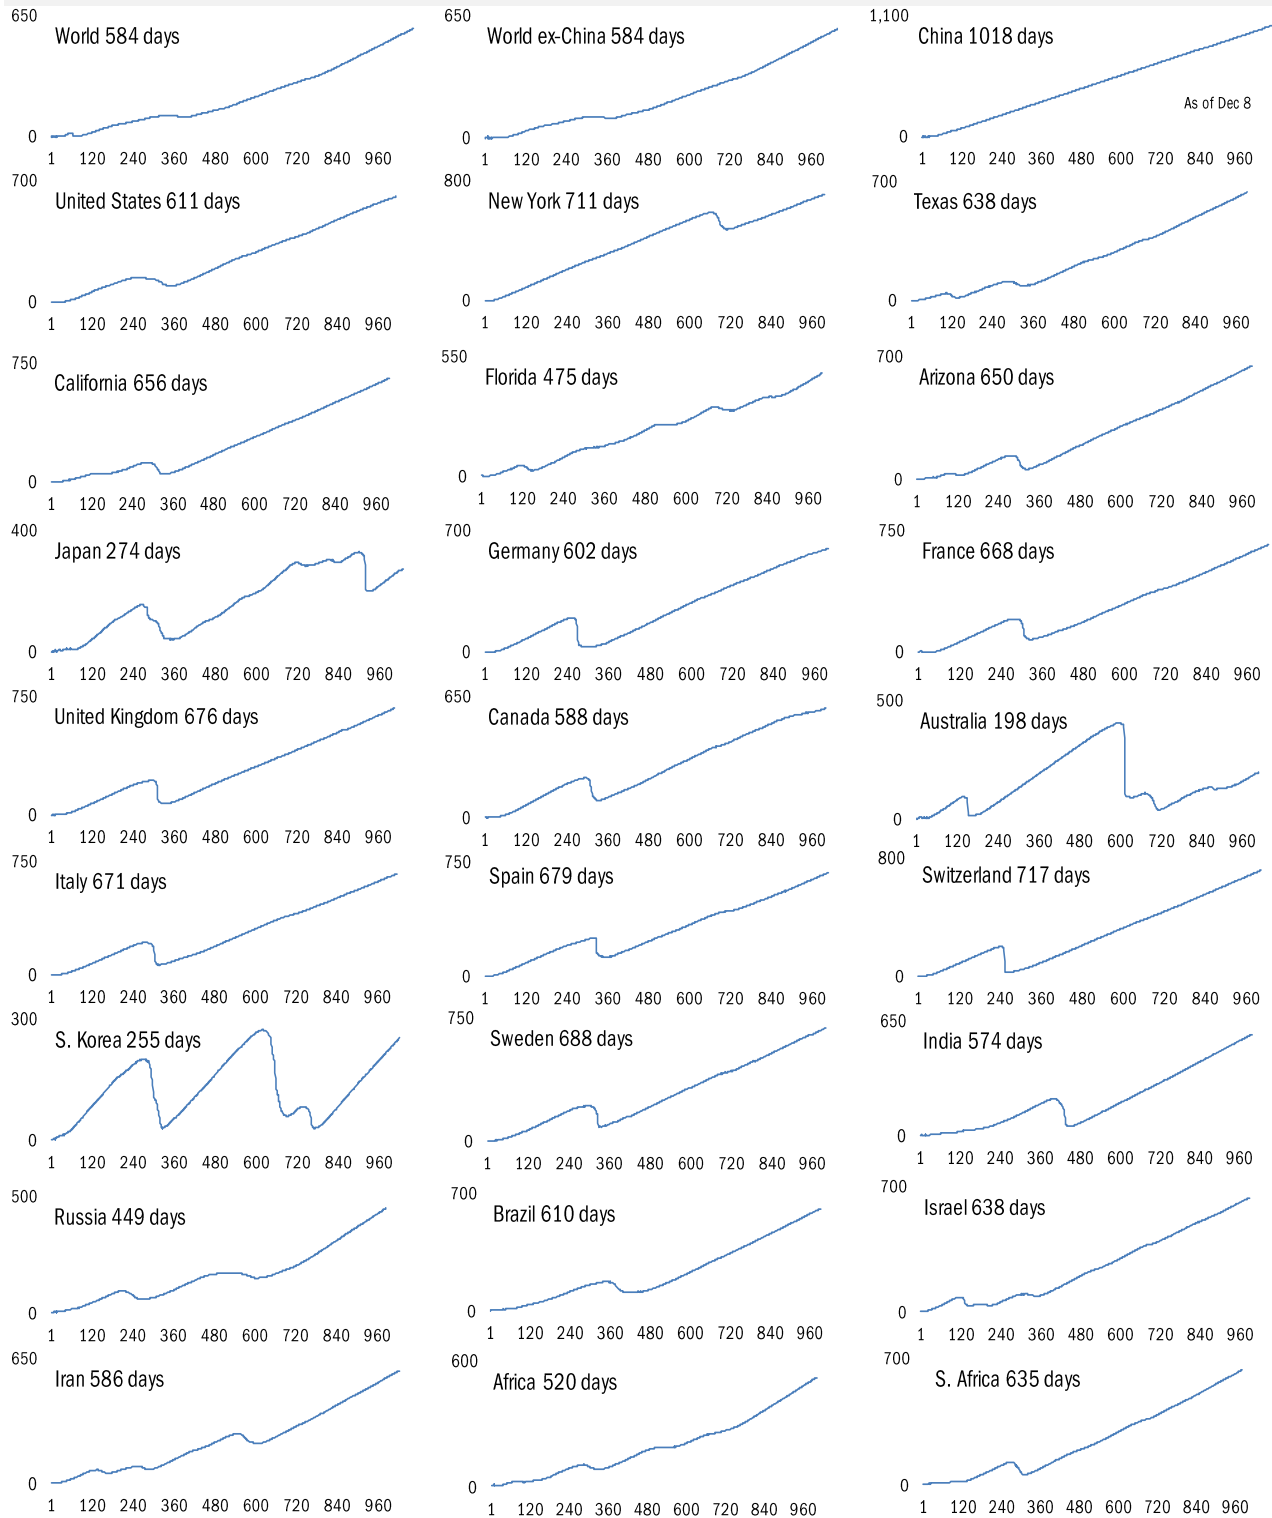 650 650 1,100
World 584 days World ex-China 584 days China 1018 days
As of Dec 8
0 0 0
1 120 240 360 480 600 720 840 960 1 120 240 360 480 600 720 840 960 1 120 240 360 480 600 720 840 960
700 800 700
United States 611 days New York 711 days Texas 638 days
0 0 0
1 120 240 360 480 600 720 840 960 1 120 240 360 480 600 720 840 960 1 120 240 360 480 600 720 840 960
750 550 700
California 656 days Florida 475 days Arizona 650 days
0 0 0
1 120 240 360 480 600 720 840 960 1 120 240 360 480 600 720 840 960 1 120 240 360 480 600 720 840 960
400 700 750
Japan 274 days Germany 602 days France 668 days
0 0 0
1 120 240 360 480 600 720 840 960 1 120 240 360 480 600 720 840 960 1 120 240 360 480 600 720 840 960
750 650 500
United Kingdom 676 days Canada 588 days Australia 198 days
0 0 0
1 120 240 360 480 600 720 840 960 1 120 240 360 480 600 720 840 960 1 120 240 360 480 600 720 840 960
750 750 800
Italy 671 days Spain 679 days Switzerland 717 days
0 0 0
1 120 240 360 480 600 720 840 960 1 120 240 360 480 600 720 840 960 1 120 240 360 480 600 720 840 960
300 750 650
S. Korea 255 days Sweden 688 days India 574 days
0 0 0
1 120 240 360 480 600 720 840 960 1 120 240 360 480 600 720 840 960 1 120 240 360 480 600 720 840 960
500 700 700
Russia 449 days Brazil 610 days Israel 638 days
0 0 0
1 120 240 360 480 600 720 840 960 1 120 240 360 480 600 720 840 960 1 120 240 360 480 600 720 840 960
650 600 700
Iran 586 days Africa 520 days S. Africa 635 days
0 0 0
1 120 240 360 480 600 720 840 960 1 120 240 360 480 600 720 840 960 1 120 240 360 480 600 720 840 960